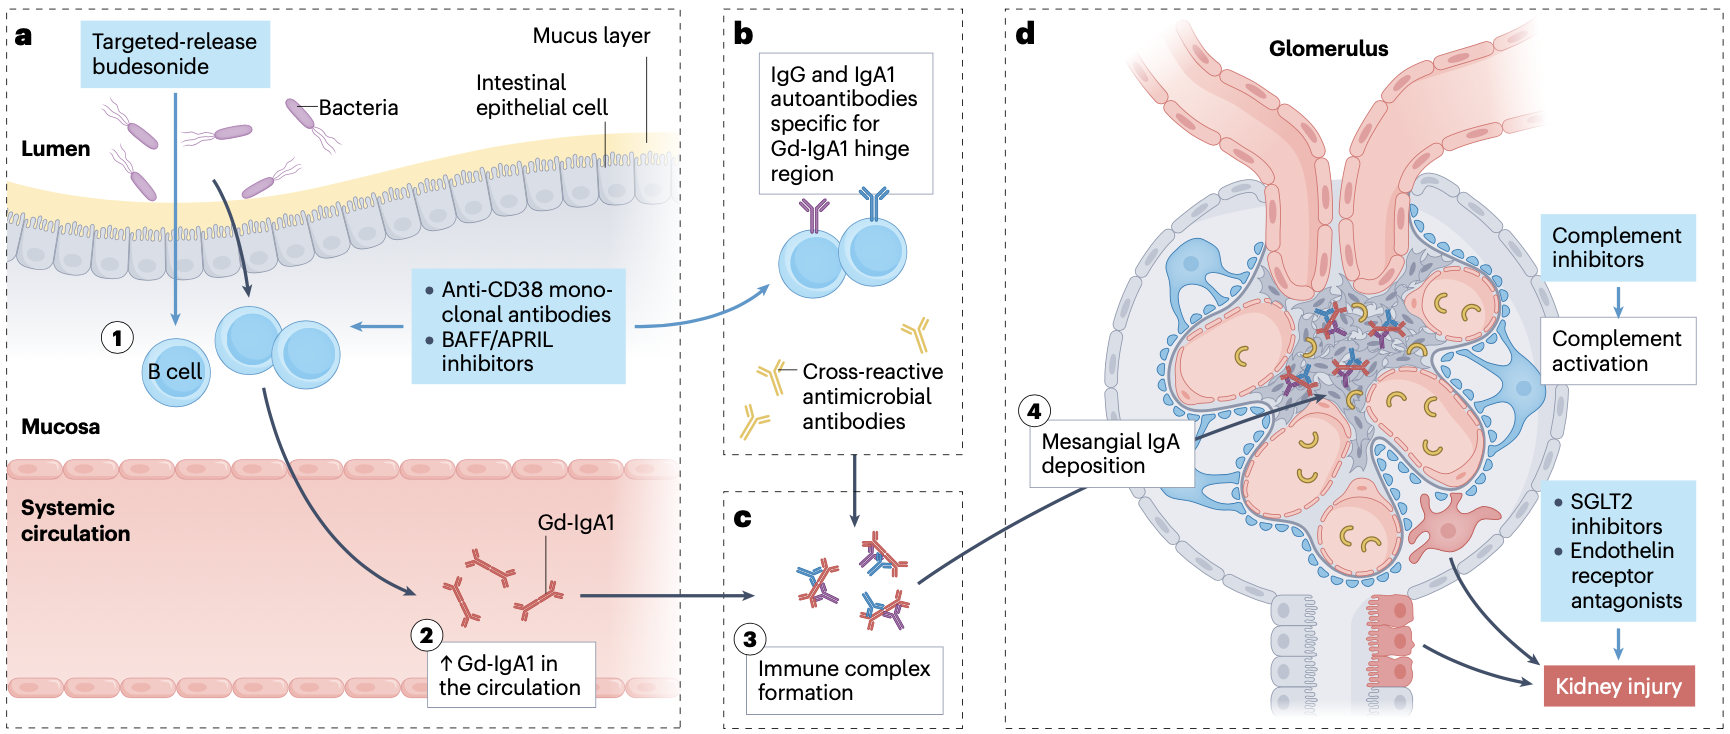 a
Targeted-release
budesonide
Mucus layer
Intestinal
epithelial cell
Bacteria
Lumen
1
B cell
• Anti-CD38 mono-
clonal antibodies
• BAFF/APRIL
inhibitors
Mucosa
Systemic
circulation
Gd-IgA1
2
↑ Gd-IgA1 in
the circulation
b
IgG and IgA1
autoantibodies
specific for
Gd-IgA1 hinge
region
Cross-reactive
antimicrobial
antibodies
c
3
Immune complex
formation
d
Glomerulus
Complement
inhibitors
Complement
activation
4
Mesangial IgA
deposition
• SGLT2
inhibitors
• Endothelin
receptor
antagonists
Kidney injury